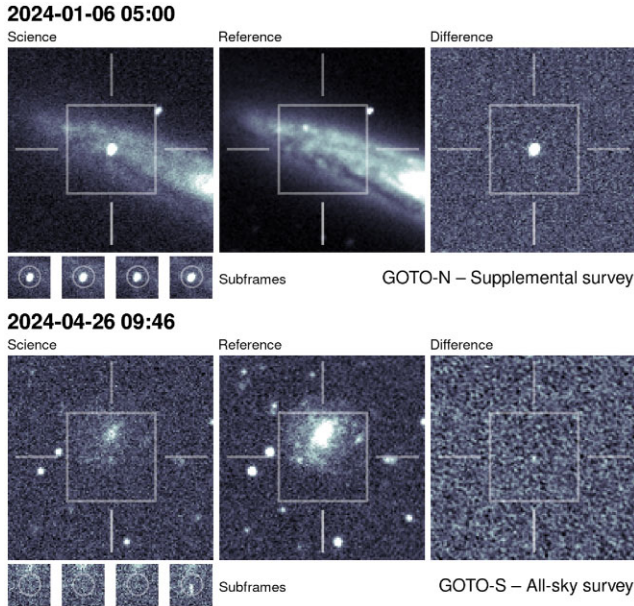 2024-01-06 05:00
Science Reference Difference
Subframes GOTO-N – Supplemental survey
2024-04-26 09:46
Science Reference Difference
Subframes GOTO-S – All-sky survey